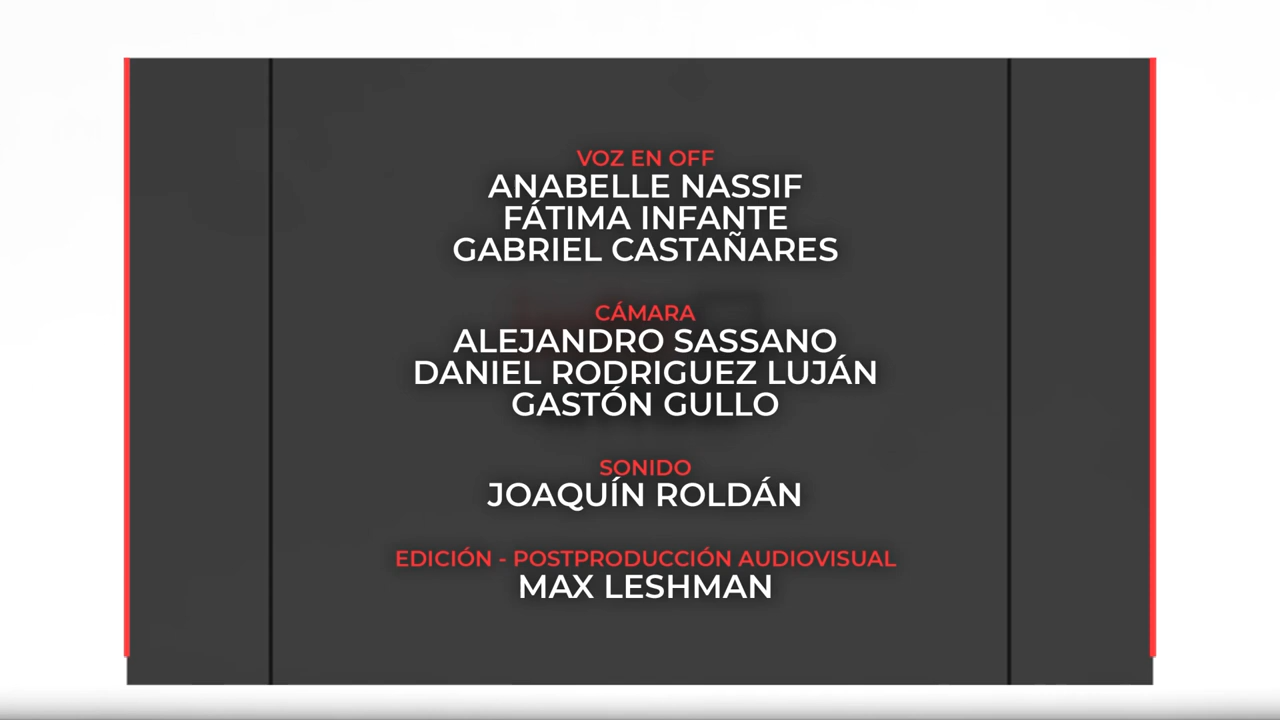 VOZ EN OFF
ANABELLE NASSIF
FÁTIMA INFANTE
GABRIEL CASTAÑARES
CÁMARA
ALEJANDRO SASSANO
DANIEL RODRIGUEZ LUJÁN
GASTÓN GULLO
SONIDO
JOAQUÍN ROLDÁN
EDICIÓN - POSTPRODUCCIÓN AUDIOVISUAL
MAX LESHMAN